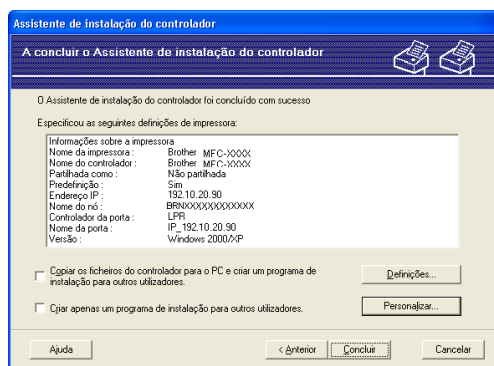 Assistente de instalação do controlador
A concluir o Assistente de instalação do controlador
O Assistente de instalação do controlador foi concluído com sucesso
Especificou as seguintes definições de impressora:
Informações sobre a impressora
Nome da impressora : Brother MFC-XXXX
Nome do controlador : Brother MFC-XXXX
Partilhada como : Não partilhada
Predefinição : Sim
Endereço IP : 192.10.20.90
Nome do nó : BRNXXXXXXXXXXXX
Controlador da porta : LPR
Nome da porta : IP_192.10.20.90
Versão : Windows 2000/XP
Copiar os ficheiros do controlador para o PC e criar um programa de
instalação para outros utilizadores.
Definições...
Criar apenas um programa de instalação para outros utilizadores.
Personalizar...
Ajuda
< Anterior
Concluir
Cancelar